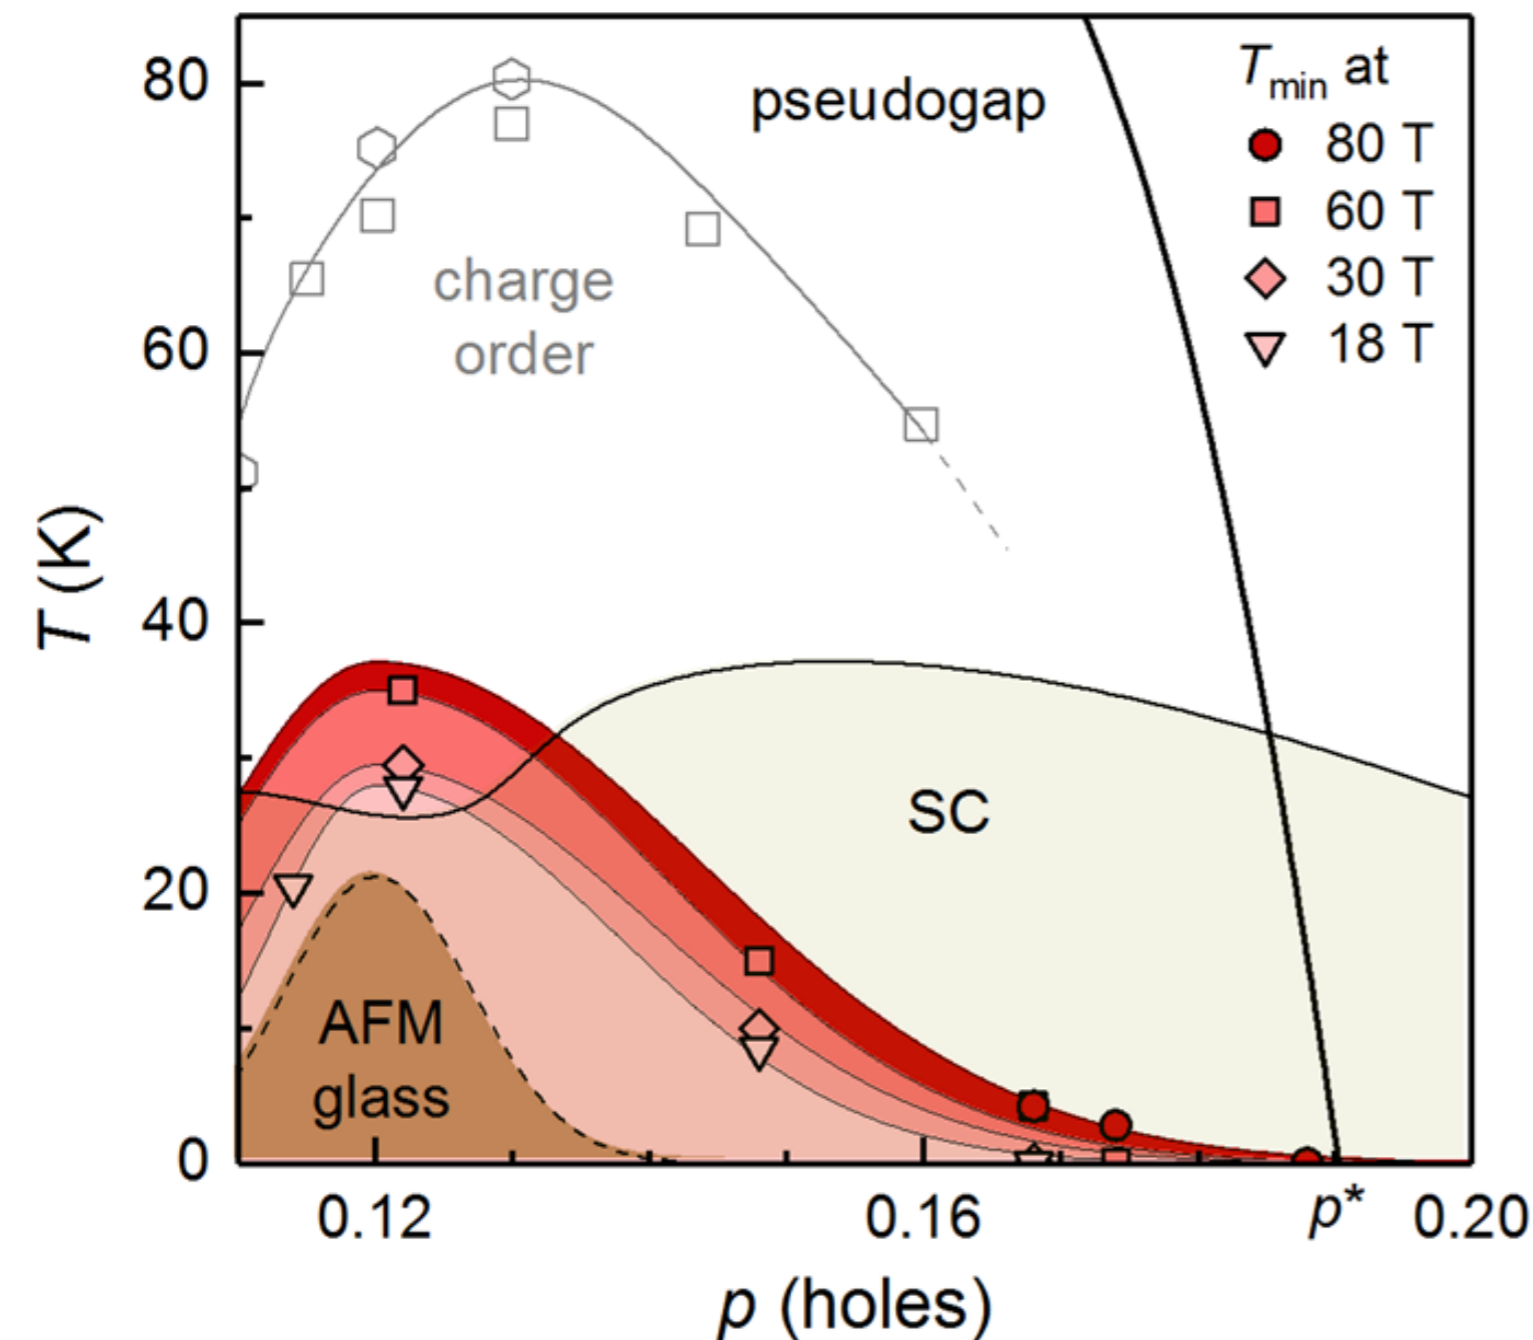 80
60
40
20
0
T (K)
pseudogap
T_min at
80 T
60 T
30 T
18 T
charge
order
SC
AFM
glass
0.12
0.16
p*
0.20
p (holes)